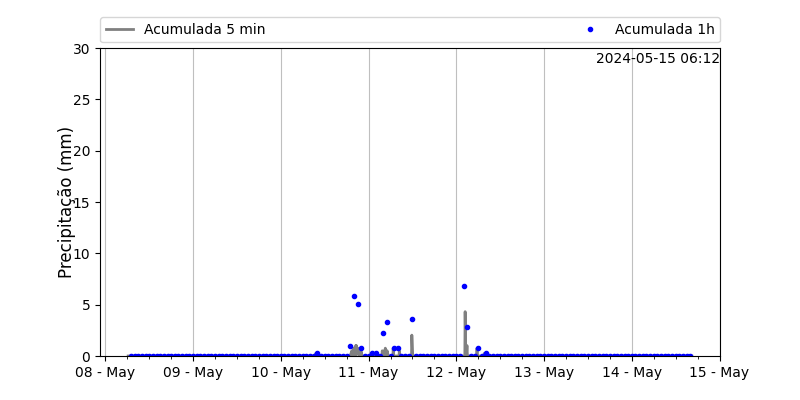 Acumulada 5 min Acumulada 1h
2024-05-15 06:12
Precipitação (mm)
30
25
20
15
10
5
0
08 - May 09 - May 10 - May 11 - May 12 - May 13 - May 14 - May 15 - May